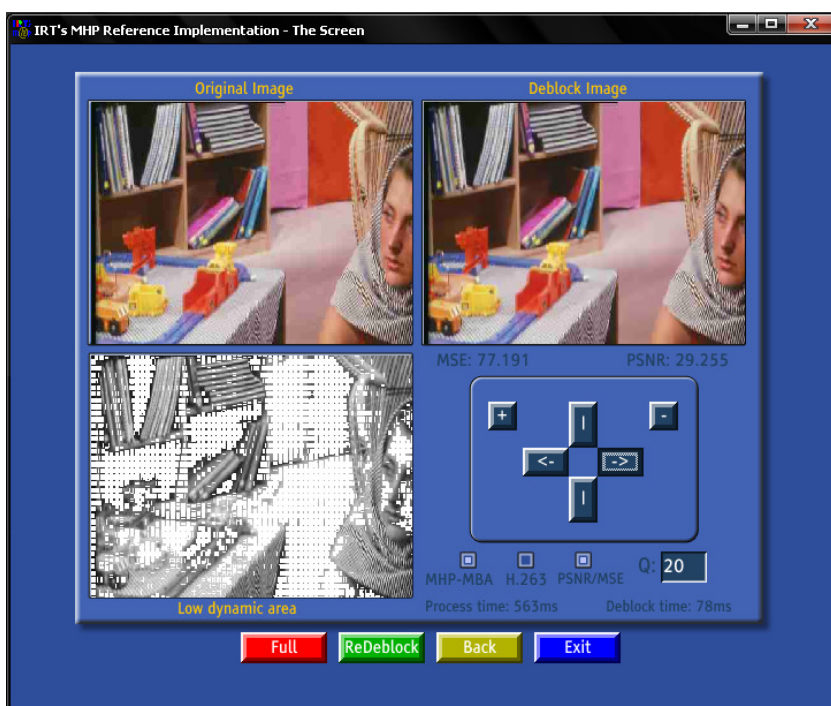 IRT's MHP Reference Implementation - The Screen
Original Image
Deblock Image
MSE: 77.191
PSNR: 29.255
+
|
-
<-
->
|
MHP-MBA
H.263
PSNR/MSE
Q: 20
Low dynamic area
Process time: 563ms
Deblock time: 78ms
Full
ReDeblock
Back
Exit